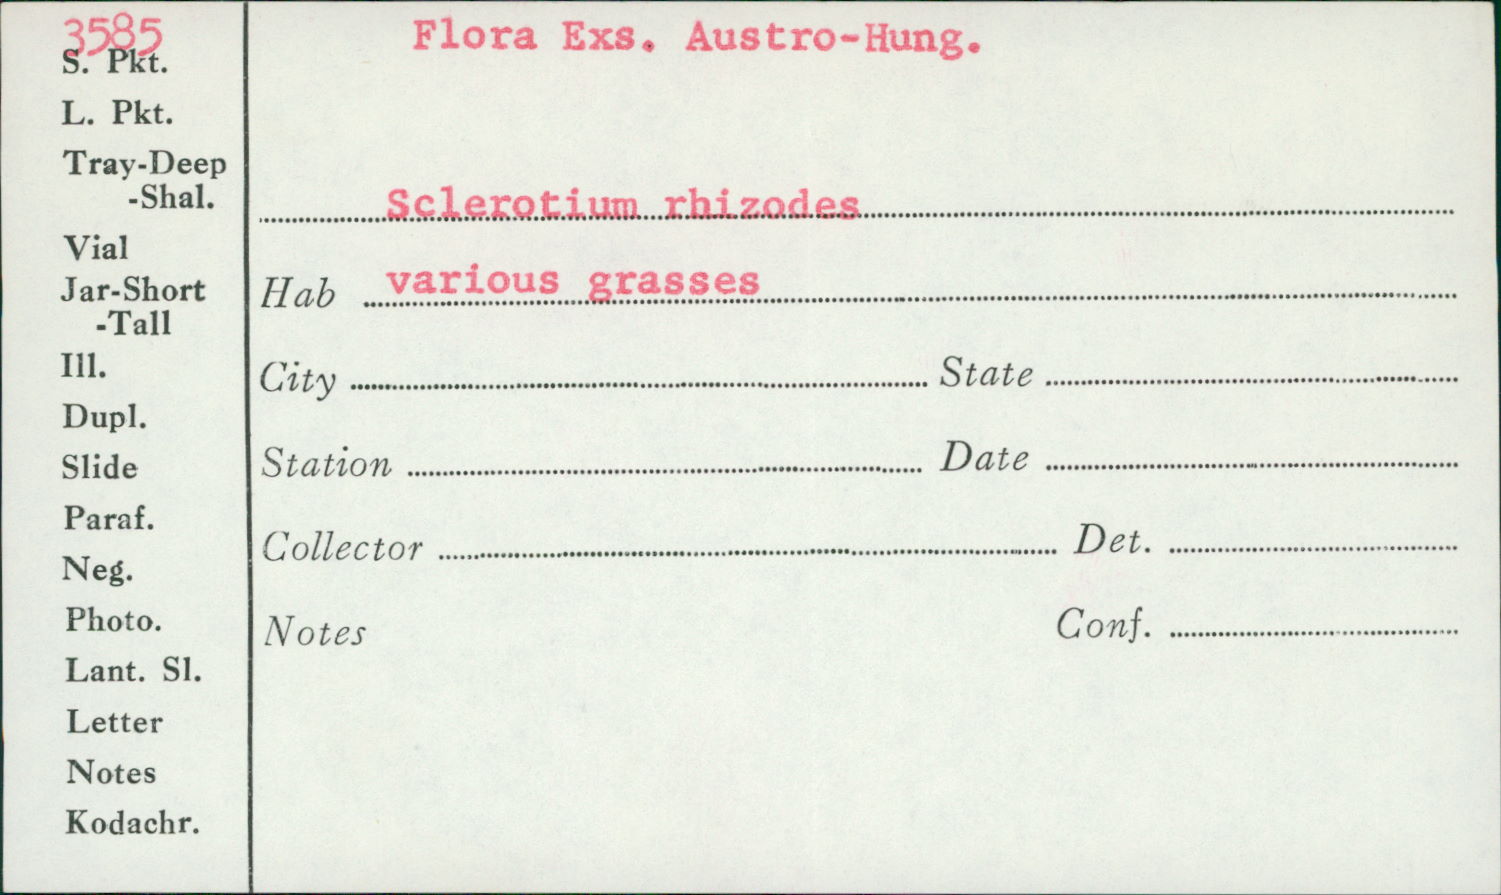 3585
Flora Exs. Austro-Hung.
S. Pkt.
L. Pkt.
Tray-Deep
-Shal.
Vial
Jar-Short
-Tall
Ill.
Dupl.
Slide
Paraf.
Neg.
Photo.
Lant. Sl.
Letter
Notes
Kodachr.
Sclerotium rhizodes
Hab various grasses
City State
Station Date
Collector Det.
Notes Conf.